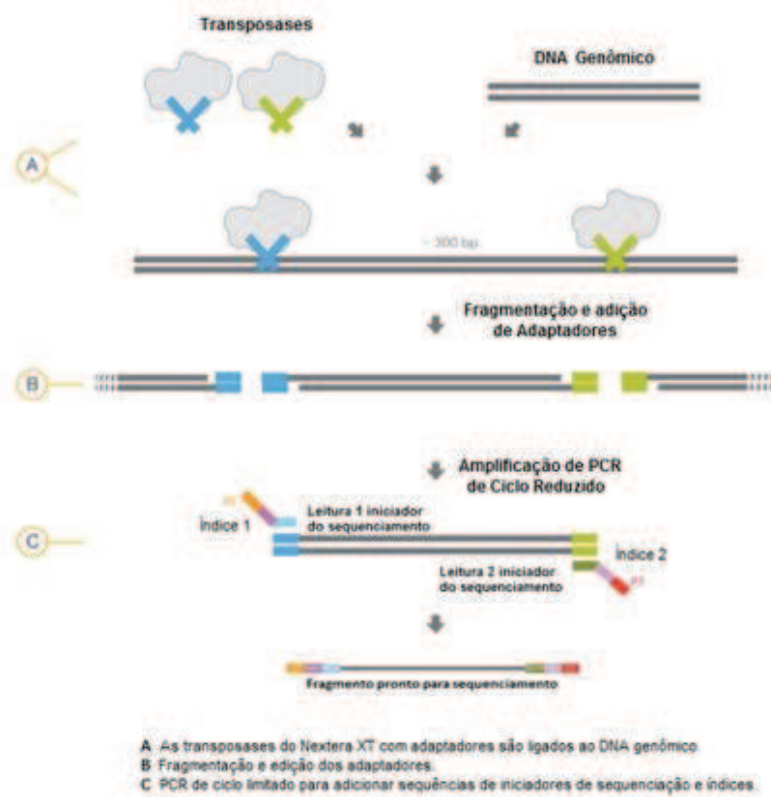 Transposases
DNA Genômico
A
~ 300 bp
Fragmentação e adição
de Adaptadores
B
Amplificação de PCR
de Ciclo Reduzido
Leitura 1 iniciador
do sequenciamento
Índice 1
C
Índice 2
Leitura 2 iniciador
do sequenciamento
Fragmento pronto para sequenciamento
A As transposases do Nextera XT com adaptadores são ligados ao DNA genômico
B Fragmentação e edição dos adaptadores.
C PCR de ciclo limitado para adicionar sequências de iniciadores de sequenciação e índices.